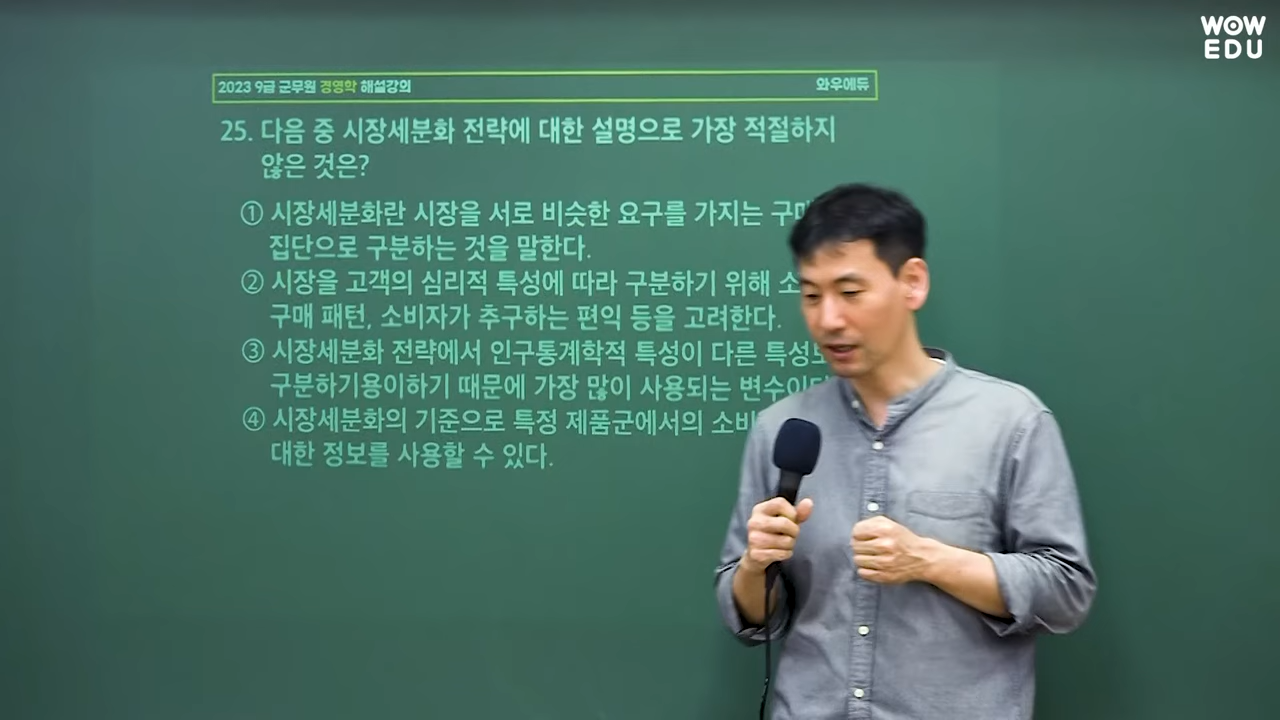 WOW
EDU
2023 9급 군무원 경영학 해설강의
와우에듀
25. 다음 중 시장세분화 전략에 대한 설명으로 가장 적절하지
않은 것은?
① 시장세분화란 시장을 서로 비슷한 요구를 가지는
집단으로 구분하는 것을 말한다.
② 시장을 고객의 심리적 특성에 따라 구분하기 위해
구매 패턴, 소비자가 추구하는 편익 등을 고려한다.
③ 시장세분화 전략에서 인구통계학적 특성이 다른
구분하기용이하기 때문에 가장 많이 사용되는
④ 시장세분화의 기준으로 특정 제품군에서의
대한 정보를 사용할 수 있다.